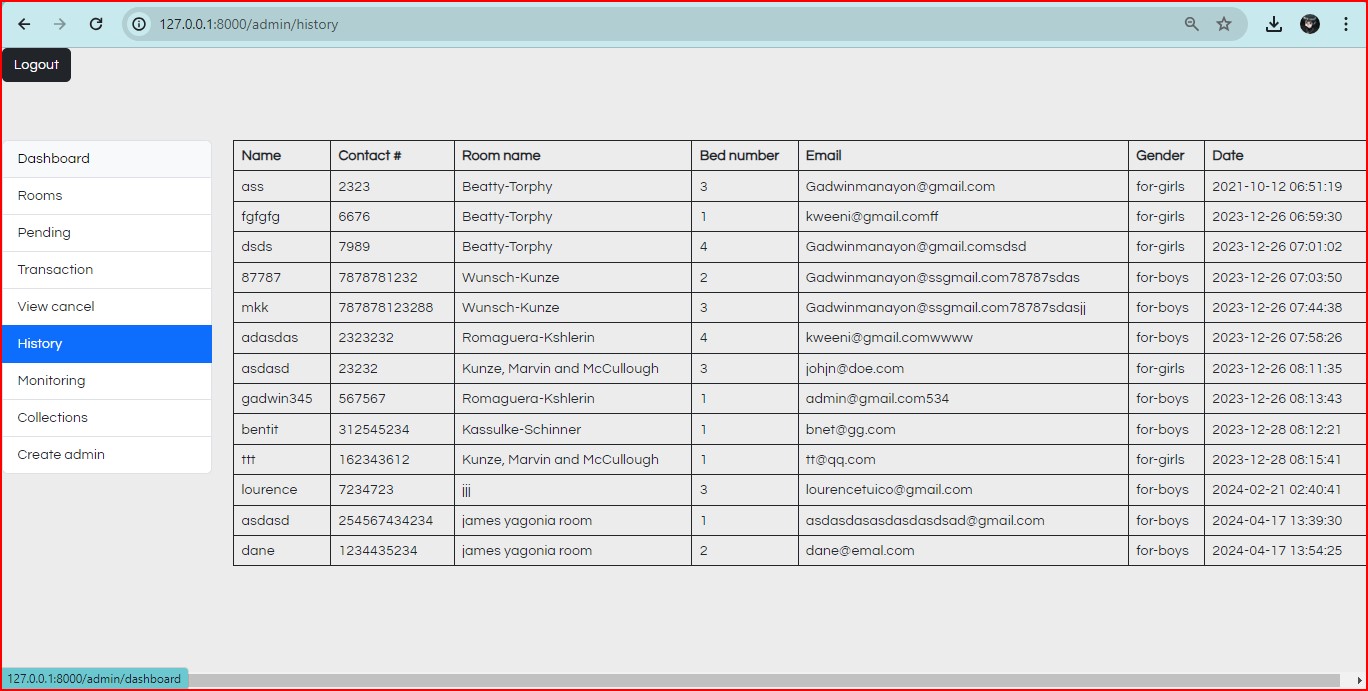 127.0.0.1:8000/admin/history
Logout
Dashboard
Rooms
Pending
Transaction
View cancel
History
Monitoring
Collections
Create admin
Name Contact # Room name Bed number Email Gender Date
ass 2323 Beatty-Torphy 3 Gadwinmanayon@gmail.com for-girls 2021-10-12 06:51:19
fgfgfg 6676 Beatty-Torphy 1 kweeni@gmail.comff for-girls 2023-12-26 06:59:30
dsds 7989 Beatty-Torphy 4 Gadwinmanayon@gmail.comsdsd for-girls 2023-12-26 07:01:02
87787 7878781232 Wunsch-Kunze 2 Gadwinmanayon@ssgmail.com78787sdas for-boys 2023-12-26 07:03:50
mkk 787878123288 Wunsch-Kunze 3 Gadwinmanayon@ssgmail.com78787sdasjj for-boys 2023-12-26 07:44:38
adasdas 2323232 Romaguera-Kshlerin 4 kweeni@gmail.comwwww for-boys 2023-12-26 07:58:26
asdasd 23232 Kunze, Marvin and McCullough 3 johjn@doe.com for-girls 2023-12-26 08:11:35
gadwin345 567567 Romaguera-Kshlerin 1 admin@gmail.com534 for-boys 2023-12-26 08:13:43
bentit 312545234 Kassulke-Schinner 1 bnet@gg.com for-boys 2023-12-28 08:12:21
ttt 162343612 Kunze, Marvin and McCullough 1 tt@qq.com for-girls 2023-12-28 08:15:41
lourence 7234723 jjj 3 lourencetuico@gmail.com for-boys 2024-02-21 02:40:41
asdasd 254567434234 james yagonia room 1 asdasdasasdasdasdsad@gmail.com for-boys 2024-04-17 13:39:30
dane 1234435234 james yagonia room 2 dane@emal.com for-boys 2024-04-17 13:54:25
127.0.0.1:8000/admin/dashboard